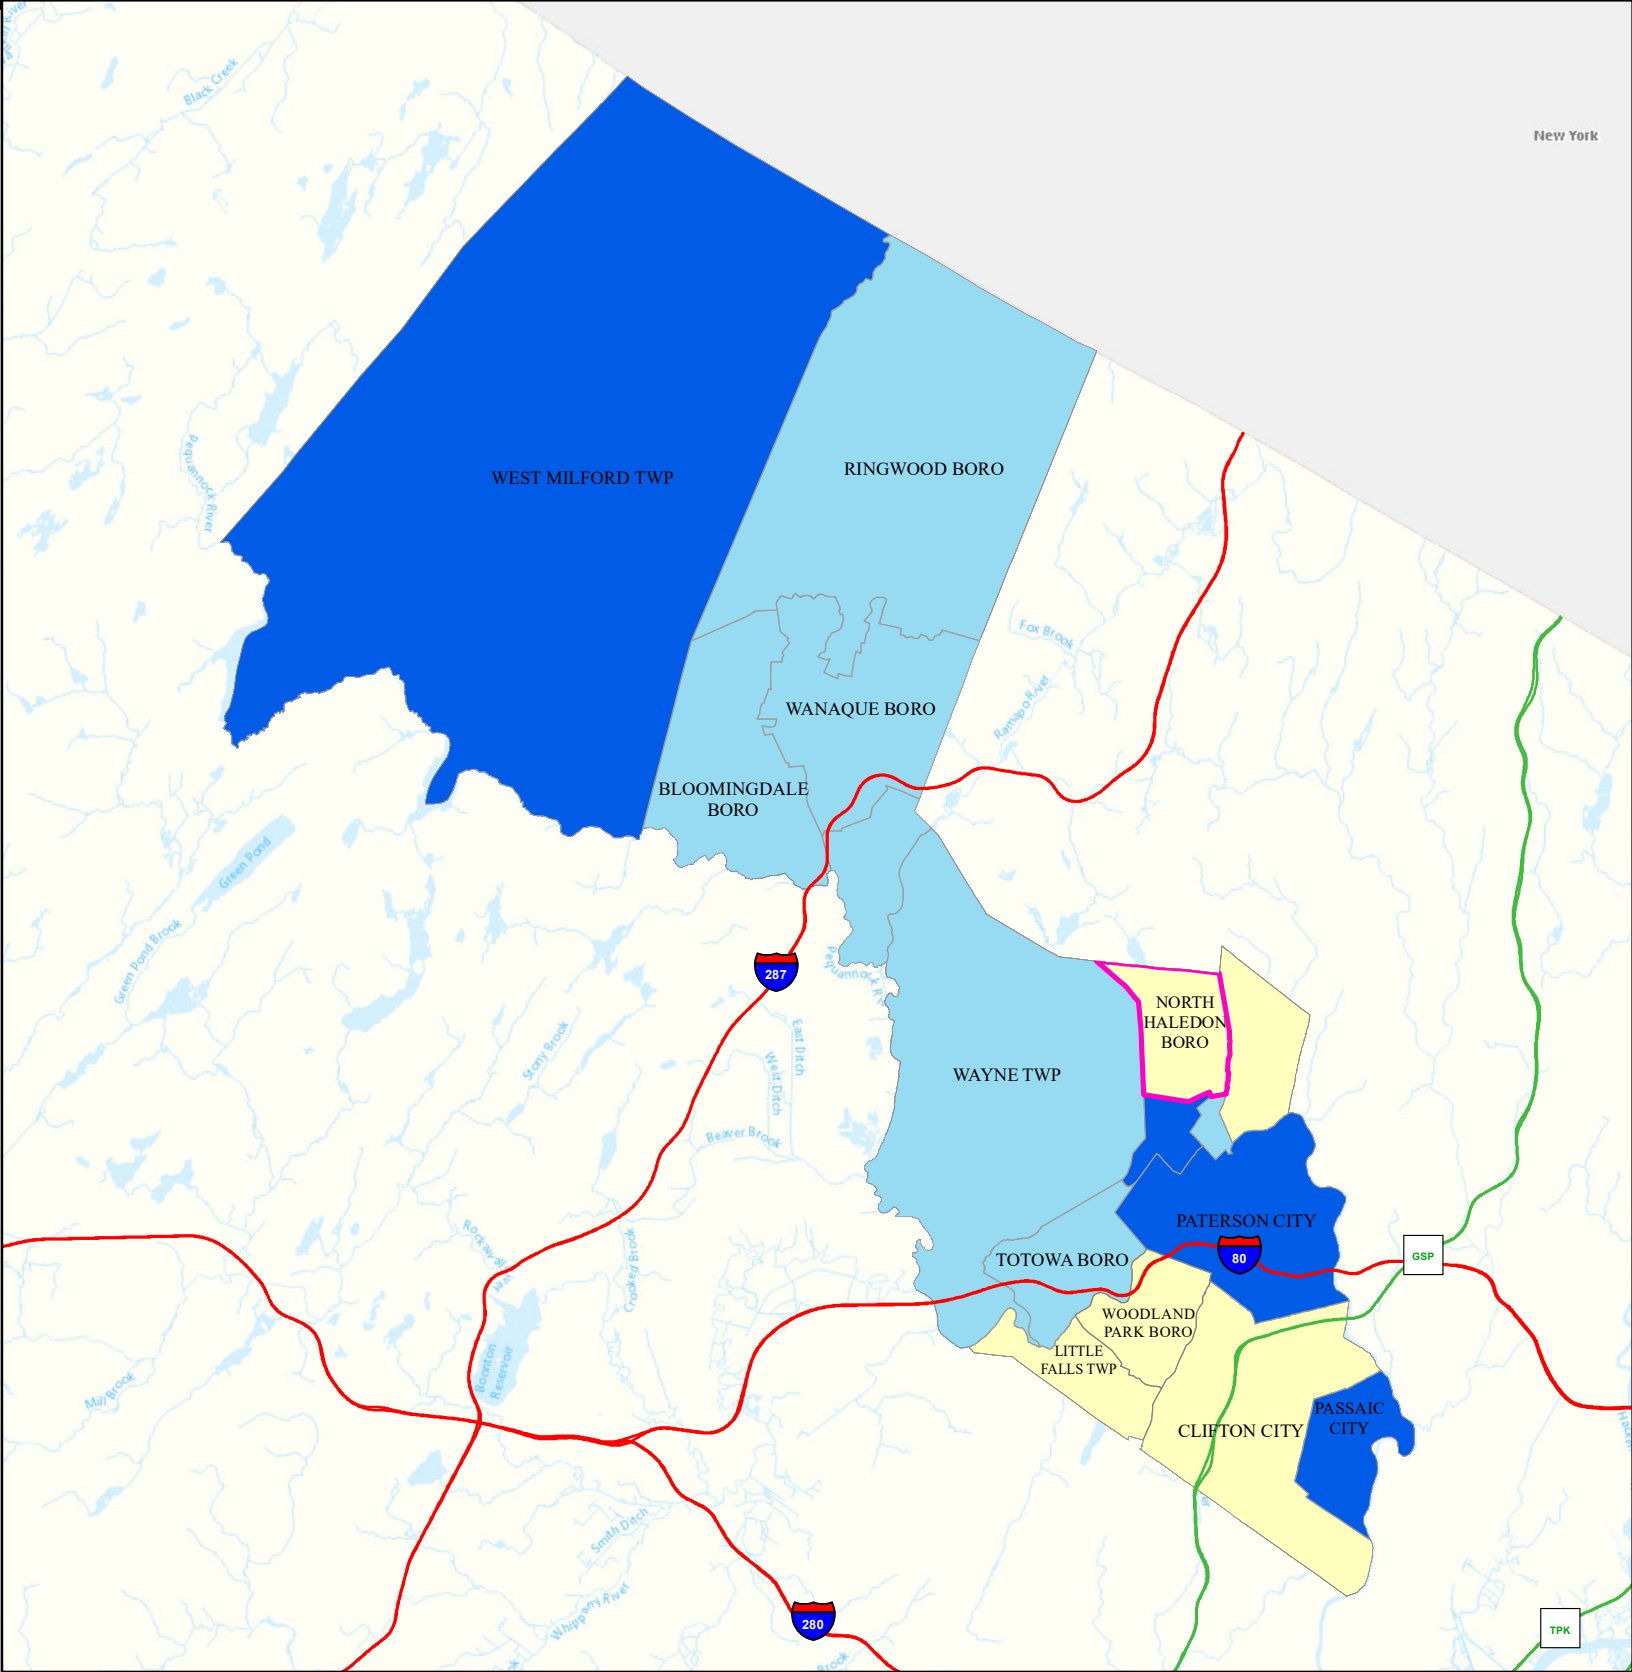 Black Creek
New York
Pequannock River
WEST MILFORD TWP
RINGWOOD BORO
Fox Brook
Ramapo River
WANAQUE BORO
BLOOMINGDALE
BORO
Green Pond
Green Pond Brook
287
Pequannock
NORTH
HALEDON
BORO
Stony Brook
East Ditch
West Ditch
WAYNE TWP
Beaver Brook
Rockaway
PATERSON CITY
Crooked Brook
TOTOWA BORO
80
GSP
WOODLAND
PARK BORO
LITTLE
FALLS TWP
Boonton
Reservoir
Mill Brook
PASSAIC
CITY
CLIFTON CITY
Smith Ditch
Whippany River
280
TPK
Brook